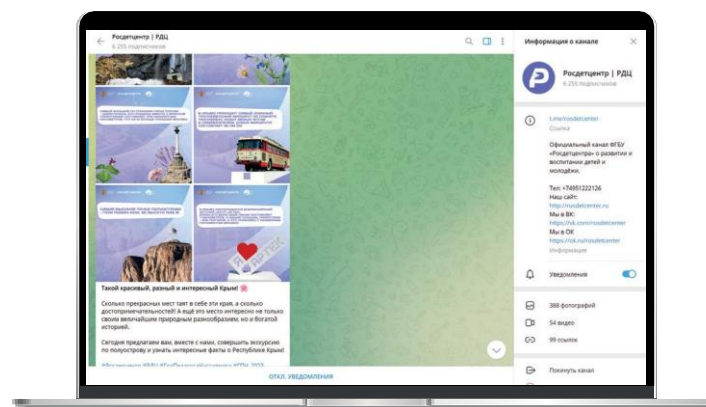 Росдетцентр | РДЦ
6 255 подписчиков
Такой красивый, разный и интересный Крым!
Сколько прекрасных мест таят в себе эти края, а сколько
достопримечательностей! А ещё это место интересно не только
своим величайшим природным разнообразием, но и богатой
историей.
Сегодня предлагаем вам, вместе с нами, совершить экскурсию
по полуострову и узнать интересные факты о Республике Крым!
ОТКЛ. УВЕДОМЛЕНИЯ
Информация о канале
Росдетцентр | РДЦ
6 255 подписчиков
t.me/rosdetcenter
Ссылка
Официальный канал ФГБУ
«Росдетцентр» о развитии и
воспитании детей и
молодёжи.
Тел: +74951222126
Наш сайт:
http://rosdetcenter.ru
Мы в ВК:
https://vk.com/rosdetcenter
Мы в ОК
https://ok.ru/rosdetcenter
Информация
Уведомления
388 фотографий
54 видео
99 ссылок
Покинуть канал